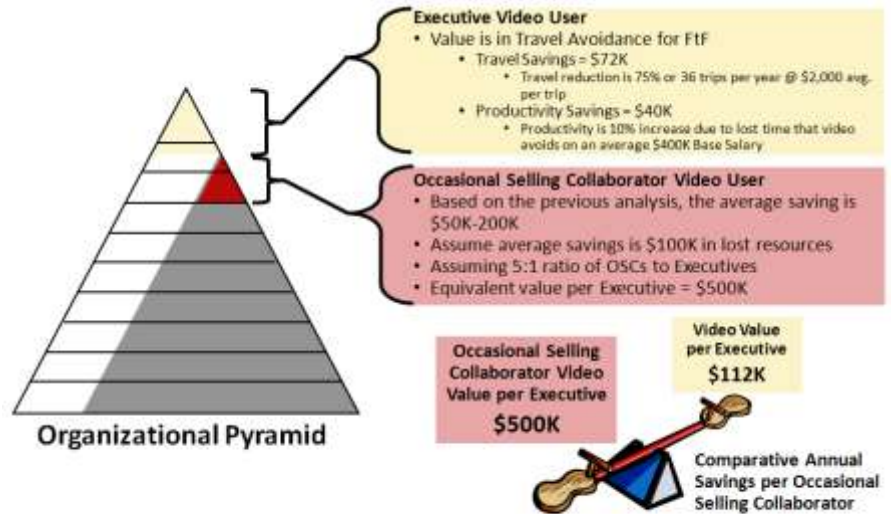 Executive Video User
• Value is in Travel Avoidance for FtF
• Travel Savings = $72K
• Travel reduction is 75% or 36 trips per year @ $2,000 avg.
per trip
• Productivity Savings = $40K
• Productivity is 10% increase due to lost time that video
avoids on an average $400K Base Salary
Occasional Selling Collaborator Video User
• Based on the previous analysis, the average saving is
$50K-200K
• Assume average savings is $100K in lost resources
• Assuming 5:1 ratio of OSCs to Executives
• Equivalent value per Executive = $500K
Organizational Pyramid
Occasional Selling
Collaborator Video
Value per Executive
$500K
Video Value
per Executive
$112K
Comparative Annual
Savings per Occasional
Selling Collaborator